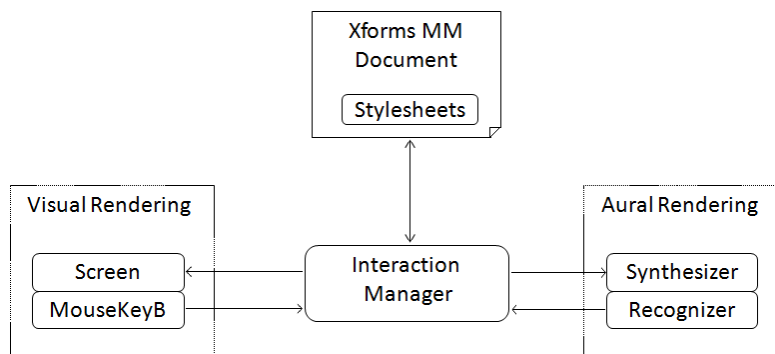 Xforms MM
Document
Stylesheets
Visual Rendering
Screen
MouseKeyB
Interaction
Manager
Aural Rendering
Synthesizer
Recognizer